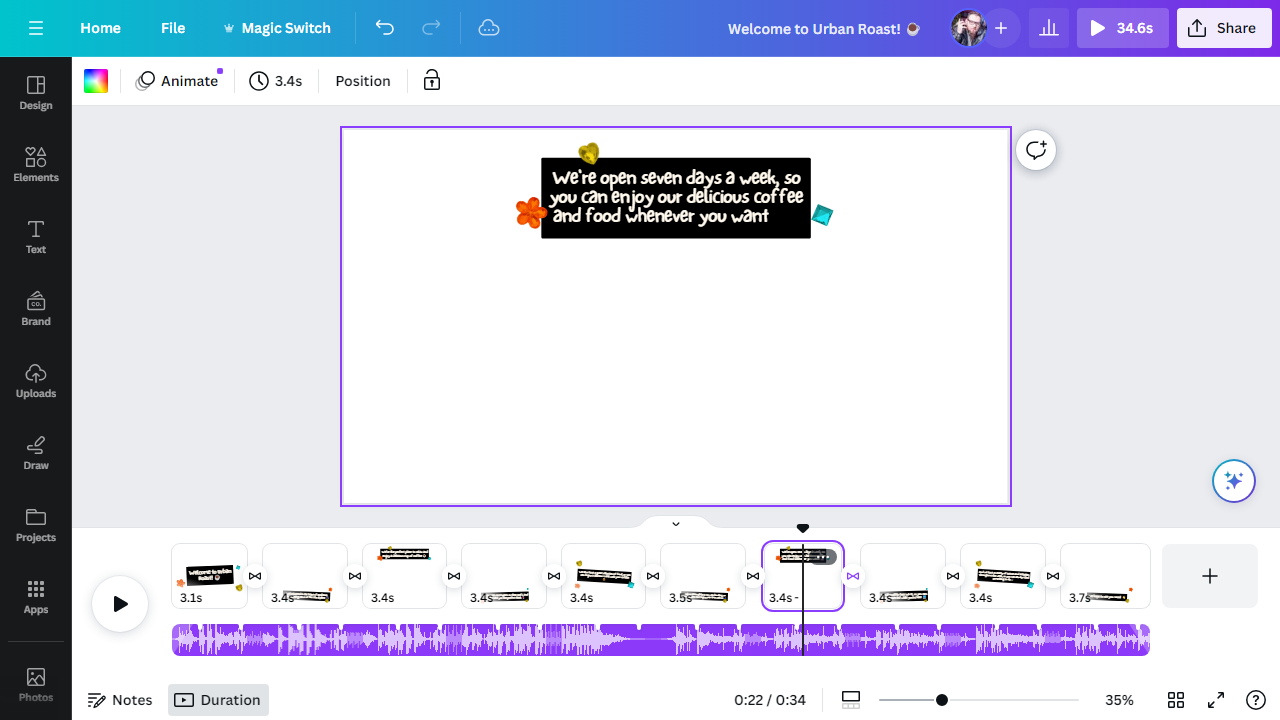 Home
File
Magic Switch
Welcome to Urban Roast!
34.6s
Share
Animate
3.4s
Position
Design
Elements
Text
CO.
Brand
Uploads
Draw
Projects
Apps
Photos
We're open seven days a week, so
you can enjoy our delicious coffee
and food whenever you want
Welcome to Urban
Roast!
3.1s
3.4s
3.4s
3.4s
3.4s
3.5s
3.4s -
3.4s
3.4s
3.7s
Notes
Duration
0:22 / 0:34
35%